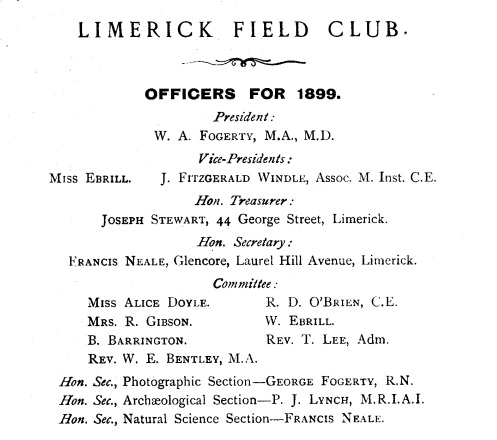 LIMERICK FIELD CLUB.
OFFICERS FOR 1899.
President:
W. A. FOGERTY, M.A., M.D.
Vice-Presidents:
MISS EBRILL. J. FITZGERALD WINDLE, ASSOC. M. INST. C.E.
Hon. Treasurer:
JOSEPH STEWART, 44 George Street, Limerick.
Hon. Secretary:
FRANCIS NEALE, Glencore, Laurel Hill Avenue, Limerick.
Committee:
MISS ALICE DOYLE. R. D. O'BRIEN, C.E.
MRS. R. GIBSON. W. EBRILL.
B. BARRINGTON. REV. T. LEE, Adm.
REV. W. E. BENTLEY, M.A.
Hon. Sec., Photographic Section—GEORGE FOGERTY, R.N.
Hon. Sec., Archæological Section—P. J. LYNCH, M.R.I.A.I.
Hon. Sec., Natural Science Section—FRANCIS NEALE.